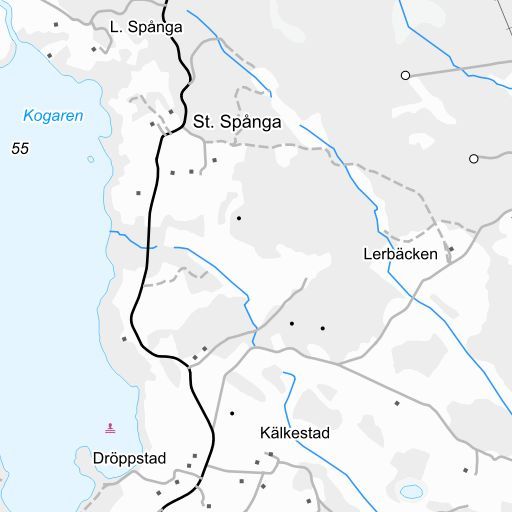 L. Spånga
Kogaren
St. Spånga
55
Lerbäcken
Kälkestad
Dröppstad